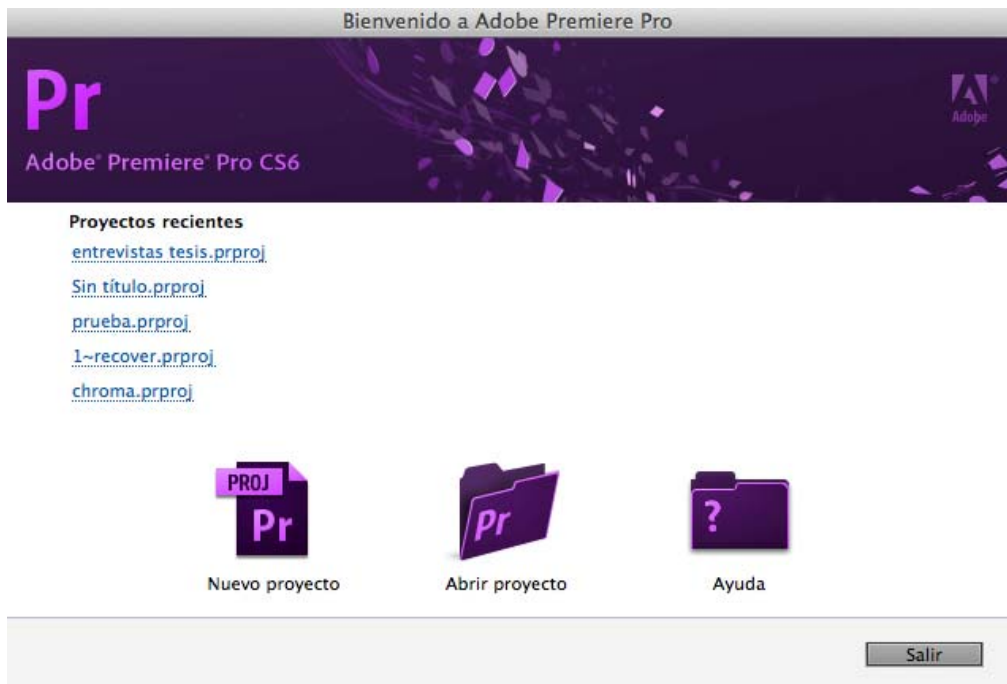 Bienvenido a Adobe Premiere Pro
Pr
Adobe
Adobe® Premiere® Pro CS6
Proyectos recientes
entrevistas tesis.prproj
Sin título.prproj
prueba.prproj
1~recover.prproj
chroma.prproj
PROJ
Pr
Pr
?
Nuevo proyecto Abrir proyecto Ayuda
Salir